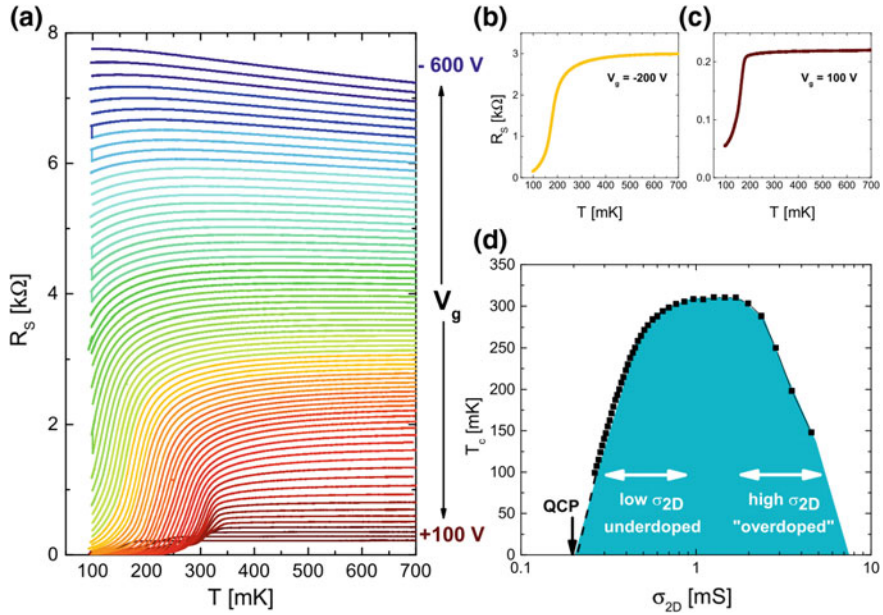 (a)
8
6
4
2
0
R_S [kΩ]
100 200 300 400 500 600 700
T [mK]
- 600 V
V_g
+100 V
(b)
3
2
1
0
R_S [kΩ]
V_g = -200 V
100 200 300 400 500 600 700
T [mK]
(c)
0.2
0.1
0.0
V_g = 100 V
100 200 300 400 500 600 700
T [mK]
(d)
350
300
250
200
150
100
50
0
T_c [mK]
QCP
low σ_2D
underdoped
high σ_2D
"overdoped"
0.1 1 10
σ_2D [mS]